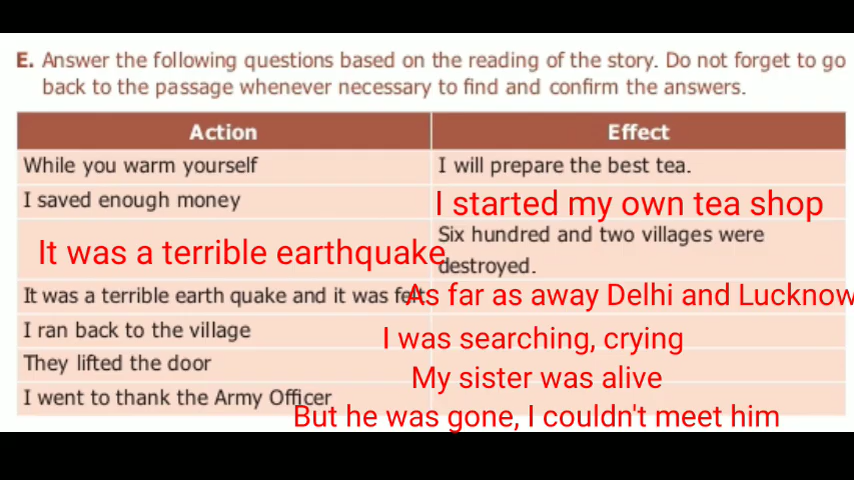 E. Answer the following questions based on the reading of the story. Do not forget to go
back to the passage whenever necessary to find and confirm the answers.
Action Effect
While you warm yourself I will prepare the best tea.
I saved enough money I started my own tea shop
It was a terrible earthquake Six hundred and two villages were
destroyed.
It was a terrible earth quake and it was felt As far as away Delhi and Lucknow
I ran back to the village I was searching, crying
They lifted the door My sister was alive
I went to thank the Army Officer But he was gone, I couldn't meet him